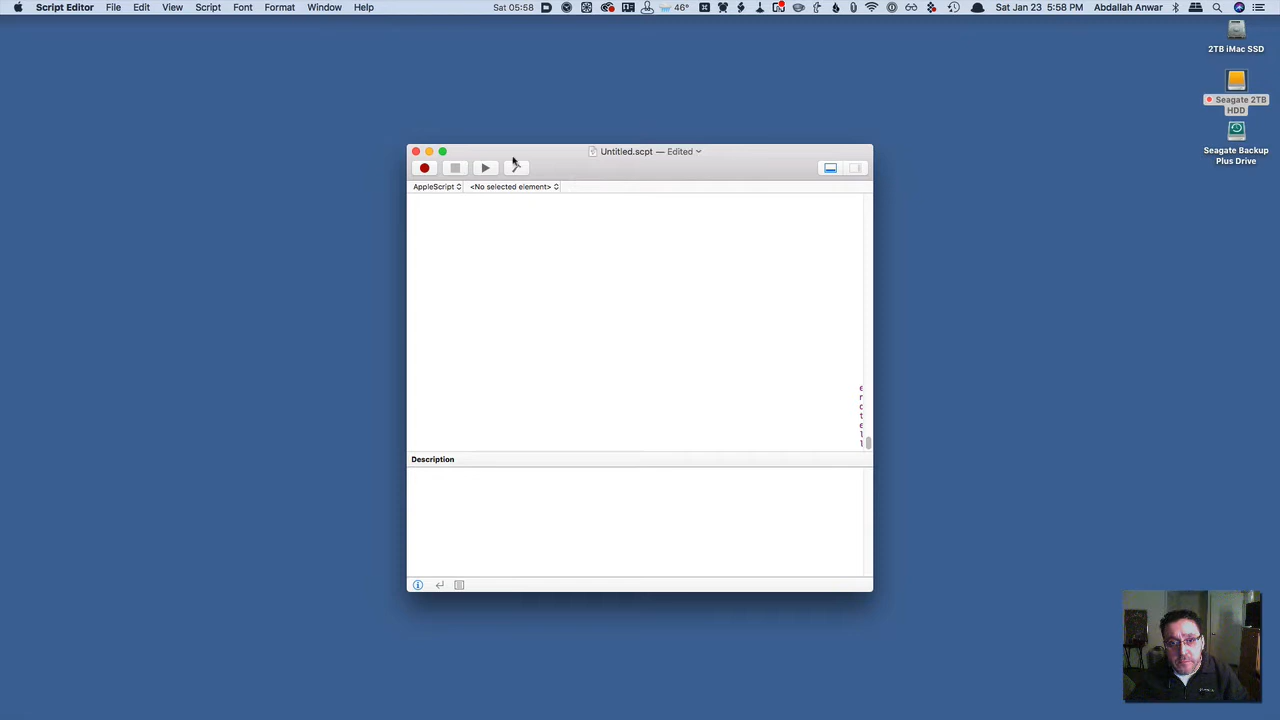 Script Editor File Edit View Script Font Format Window Help Sat 05:58 46° Sat Jan 23 5:58 PM Abdallah Anwar
2TB iMac SSD
Seagate 2TB
HDD
Seagate Backup
Plus Drive
Untitled.scpt — Edited
AppleScript <No selected element>
e
n
d
t
e
l
l
Description